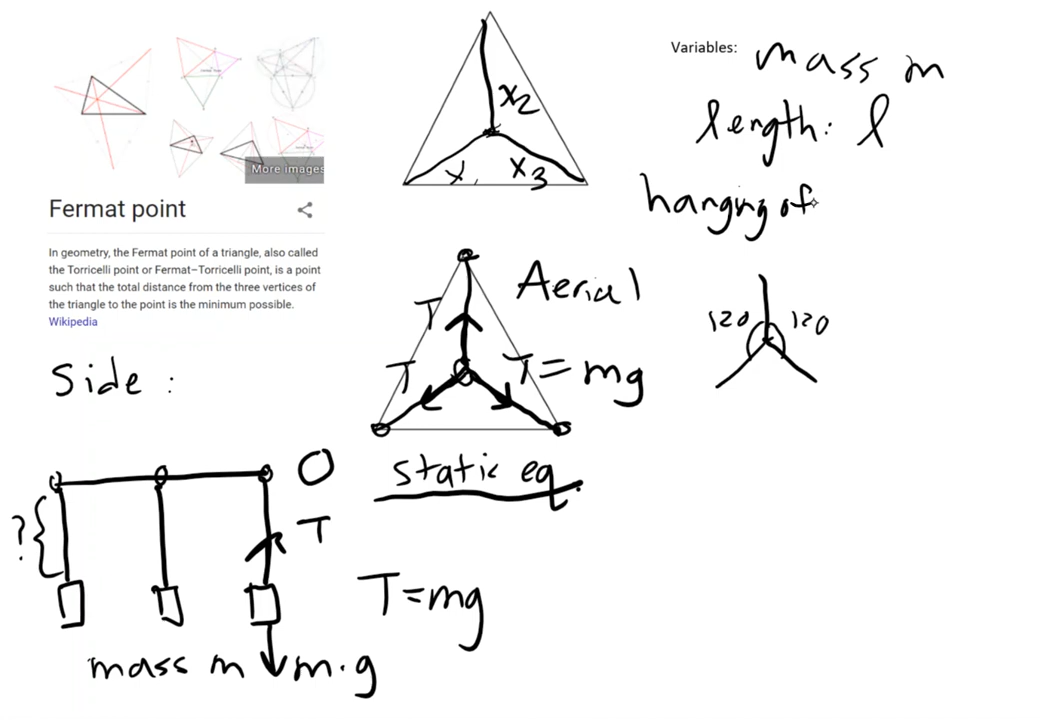 More images
Fermat point
In geometry, the Fermat point of a triangle, also called
the Torricelli point or Fermat–Torricelli point, is a point
such that the total distance from the three vertices of
the triangle to the point is the minimum possible.
Wikipedia
Side :
?
O
T
mass m
m·g
T=mg
x2
x1
x3
Aerial
T
T
T=mg
static eq.
Variables:
mass m
length: l
hanging of
120
120